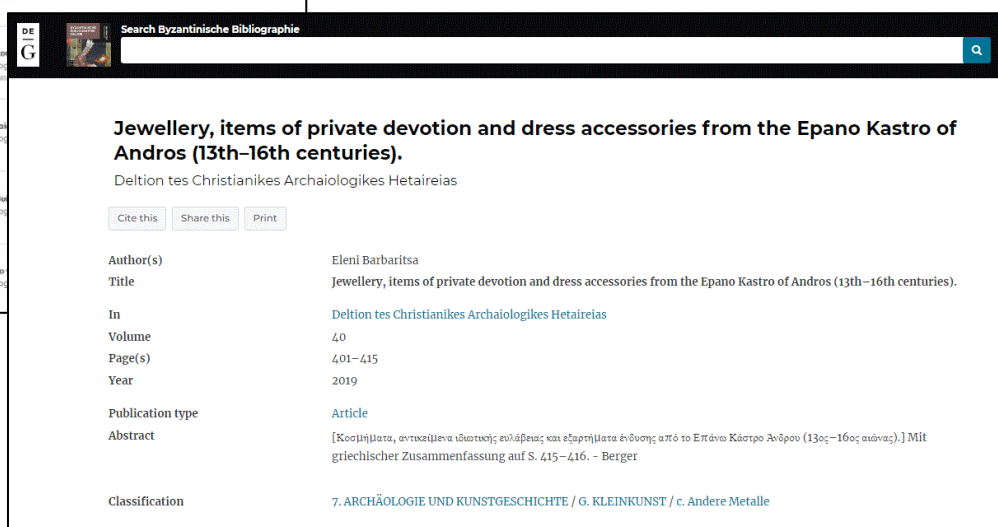 DE
G
Search Byzantinische Bibliographie
Jewellery, items of private devotion and dress accessories from the Epano Kastro of
Andros (13th–16th centuries).
Deltion tes Christianikes Archaiologikes Hetaireias
Cite this Share this Print
Author(s) Eleni Barbaritsa
Title Jewellery, items of private devotion and dress accessories from the Epano Kastro of Andros (13th–16th centuries).
In Deltion tes Christianikes Archaiologikes Hetaireias
Volume 40
Page(s) 401–415
Year 2019
Publication type Article
Abstract [Κοσμήματα, αντικείμενα ιδιωτικής ευλάβειας και εξαρτήματα ένδυσης από το Επάνω Κάστρο Άνδρου (13ος–16ος αιώνας).] Mit
griechischer Zusammenfassung auf S. 415–416. - Berger
Classification 7. ARCHÄOLOGIE UND KUNSTGESCHICHTE / G. KLEINKUNST / c. Andere Metalle